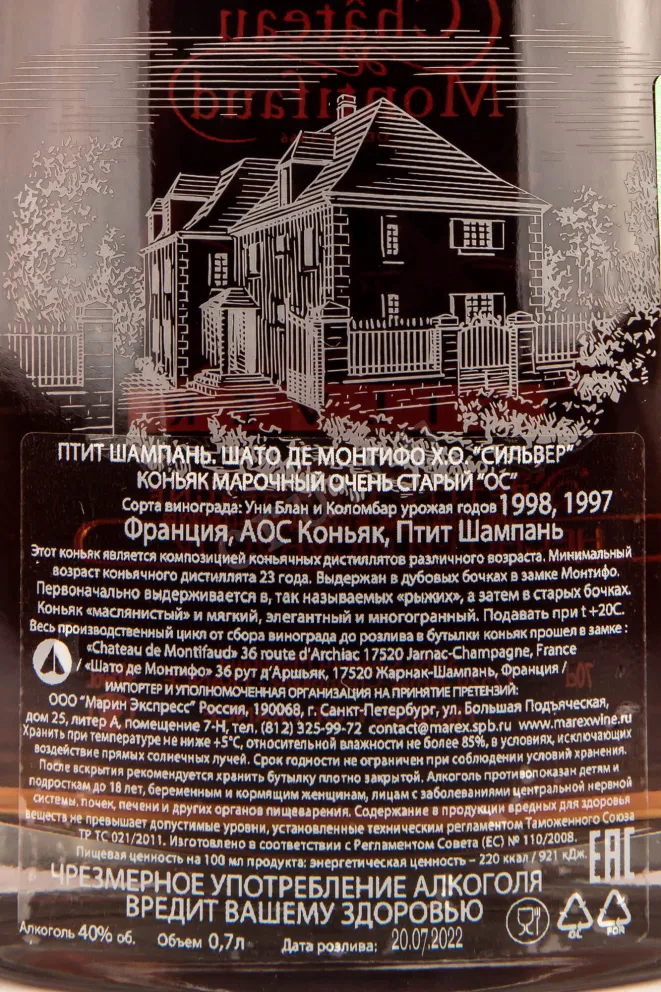 Château
de
Montifaud
ПТИТ ШАМПАНЬ. ШАТО ДЕ МОНТИФО X.O. "СИЛЬВЕР"
КОНЬЯК МАРОЧНЫЙ ОЧЕНЬ СТАРЫЙ "ОС"
Сорта винограда: Уни Блан и Коломбар урожая годов 1998, 1997
Франция, АОС Коньяк, Птит Шампань
Этот коньяк является композицией коньячных дистиллятов различного возраста. Минимальный
возраст коньячного дистиллята 23 года. Выдержан в дубовых бочках в замке Монтифо.
Первоначально выдерживается в, так называемых «рыжих», а затем в старых бочках.
Коньяк «маслянистый» и мягкий, элегантный и многогранный. Подавать при t +20С.
Весь производственный цикл от сбора винограда до розлива в бутылки коньяк прошел в замке :
«Chateau de Montifaud» 36 route d'Archiac 17520 Jarnac-Champagne, France
/ «Шато де Монтифо» 36 рут д'Аршьяк, 17520 Жарнак-Шампань, Франция /
ИМПОРТЕР И УПОЛНОМОЧЕННАЯ ОРГАНИЗАЦИЯ НА ПРИНЯТИЕ ПРЕТЕНЗИЙ:
ООО "Марин Экспресс" Россия, 190068, г. Санкт-Петербург, ул. Большая Подъяческая,
дом 25, литер А, помещение 7-Н, тел. (812) 325-99-72 contact@marex.spb.ru www.marexwine.ru
Хранить при температуре не ниже +5°С, относительной влажности не более 85%, в условиях, исключающих
воздействие прямых солнечных лучей. Срок годности не ограничен при соблюдении условий хранения.
После вскрытия рекомендуется хранить бутылку плотно закрытой. Алкоголь противопоказан детям и
подросткам до 18 лет, беременным и кормящим женщинам, лицам с заболеваниями центральной нервной
системы, почек, печени и других органов пищеварения. Содержание в продукции вредных для здоровья
веществ не превышает допустимые уровни, установленные техническим регламентом Таможенного Союза
ТР ТС 021/2011. Изготовлено в соответствии с Регламентом Совета (ЕС) № 110/2008.
Пищевая ценность на 100 мл продукта: энергетическая ценность – 220 ккал / 921 кДж.
EAC
ЧРЕЗМЕРНОЕ УПОТРЕБЛЕНИЕ АЛКОГОЛЯ
ВРЕДИТ ВАШЕМУ ЗДОРОВЬЮ
Алкоголь 40% об. Объем 0,7л Дата розлива: 20.07.2022